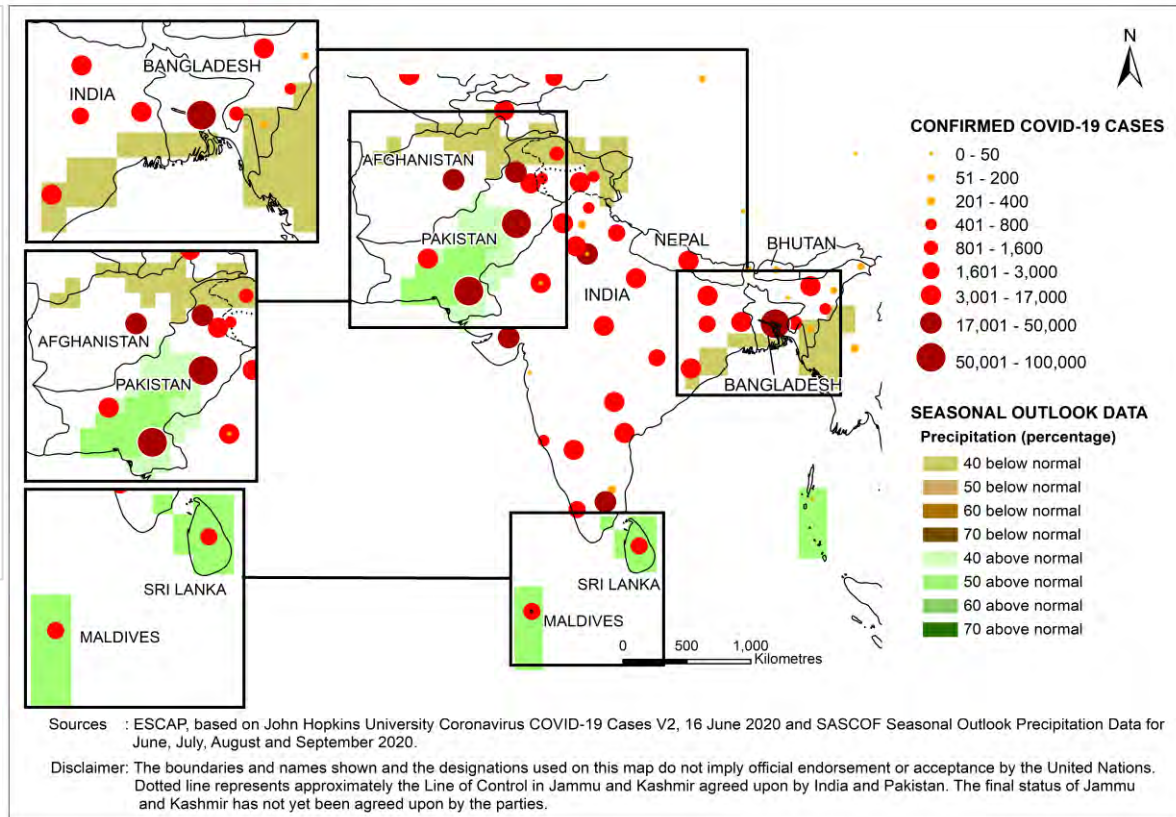 BANGLADESH
INDIA
AFGHANISTAN
PAKISTAN
SRI LANKA
MALDIVES
AFGHANISTAN
PAKISTAN
NEPAL
BHUTAN
INDIA
BANGLADESH
SRI LANKA
MALDIVES
0 500 1,000
Kilometres
N
CONFIRMED COVID-19 CASES
0 - 50
51 - 200
201 - 400
401 - 800
801 - 1,600
1,601 - 3,000
3,001 - 17,000
17,001 - 50,000
50,001 - 100,000
SEASONAL OUTLOOK DATA
Precipitation (percentage)
40 below normal
50 below normal
60 below normal
70 below normal
40 above normal
50 above normal
60 above normal
70 above normal
Sources : ESCAP, based on John Hopkins University Coronavirus COVID-19 Cases V2, 16 June 2020 and SASCOF Seasonal Outlook Precipitation Data for
June, July, August and September 2020.
Disclaimer: The boundaries and names shown and the designations used on this map do not imply official endorsement or acceptance by the United Nations.
Dotted line represents approximately the Line of Control in Jammu and Kashmir agreed upon by India and Pakistan. The final status of Jammu
and Kashmir has not yet been agreed upon by the parties.